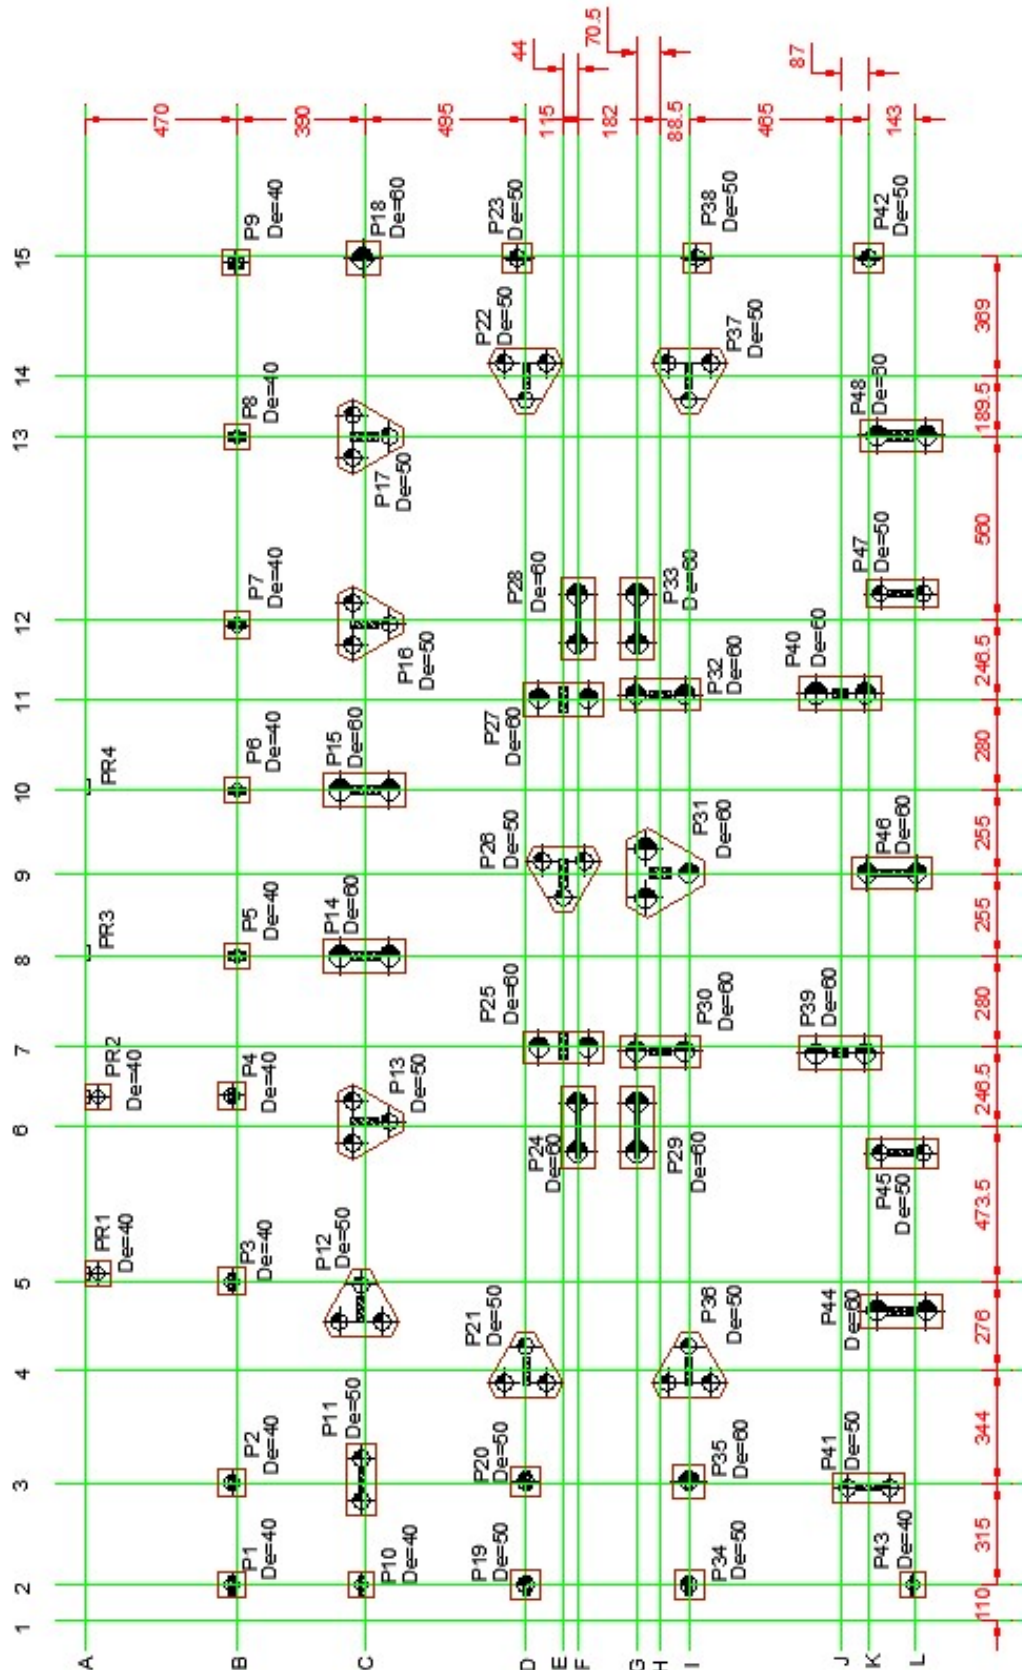 1 2 3 4 5 6 7 8 9 10 11 12 13 14 15
A
PR1
De=40
PR2
De=40
PR3
PR4
470
B
P1
De=40
P2
De=40
P3
De=40
P4
De=40
P5
De=40
P6
De=40
P7
De=40
P8
De=40
P9
De=40
390
C
P10
De=40
P11
De=50
P12
De=50
P13
De=50
P14
De=60
P15
De=60
P16
De=50
P17
De=50
P18
De=60
495
D
P19
De=50
P20
De=50
P21
De=50
P22
De=50
P23
De=50
115
44
E
F
P24
De=60
P25
De=60
P26
De=50
P27
De=60
P28
De=60
182
70.5
G
H
P29
De=60
P30
De=60
P31
De=60
P32
De=60
P33
De=60
88.5
I
P34
De=50
P35
De=60
P36
De=50
P37
De=50
P38
De=50
465
87
J
K
P39
De=60
P40
De=60
P41
De=50
P42
De=50
143
L
P43
De=40
P44
De=60
P45
De=50
P46
De=60
P47
De=50
P48
De=60
110 315 344 276 473.5 246.5 280 255 255 280 246.5 560 189.5 369